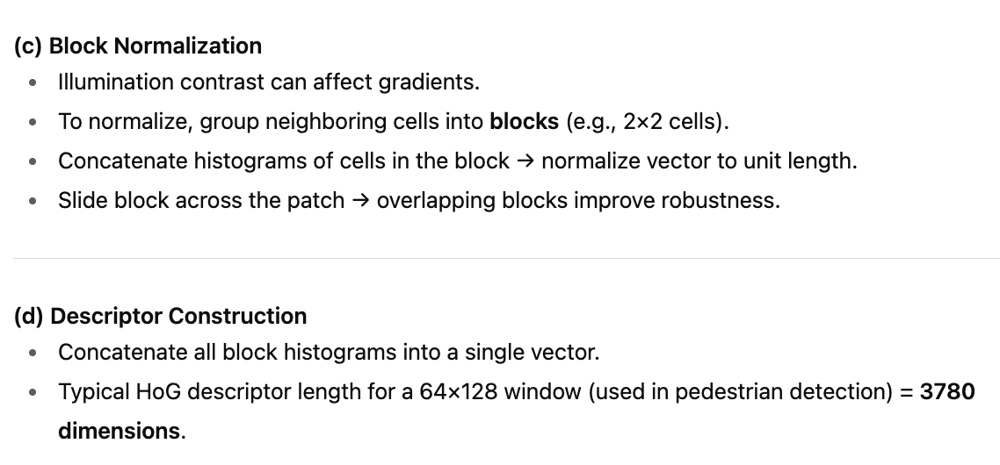 (c) Block Normalization
• Illumination contrast can affect gradients.
• To normalize, group neighboring cells into blocks (e.g., 2×2 cells).
• Concatenate histograms of cells in the block → normalize vector to unit length.
• Slide block across the patch → overlapping blocks improve robustness.
(d) Descriptor Construction
• Concatenate all block histograms into a single vector.
• Typical HoG descriptor length for a 64×128 window (used in pedestrian detection) = 3780
dimensions.